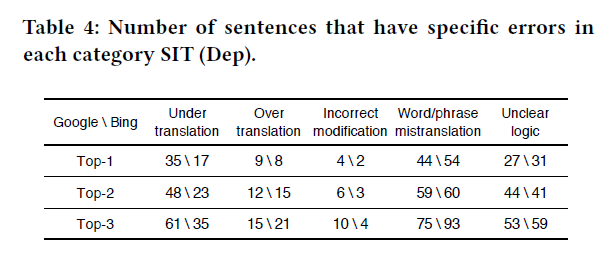 Table 4: Number of sentences that have specific errors in
each category SIT (Dep).
Google \ Bing Under translation Over translation Incorrect modification Word/phrase mistranslation Unclear logic
Top-1 35 \ 17 9 \ 8 4 \ 2 44 \ 54 27 \ 31
Top-2 48 \ 23 12 \ 15 6 \ 3 59 \ 60 44 \ 41
Top-3 61 \ 35 15 \ 21 10 \ 4 75 \ 93 53 \ 59